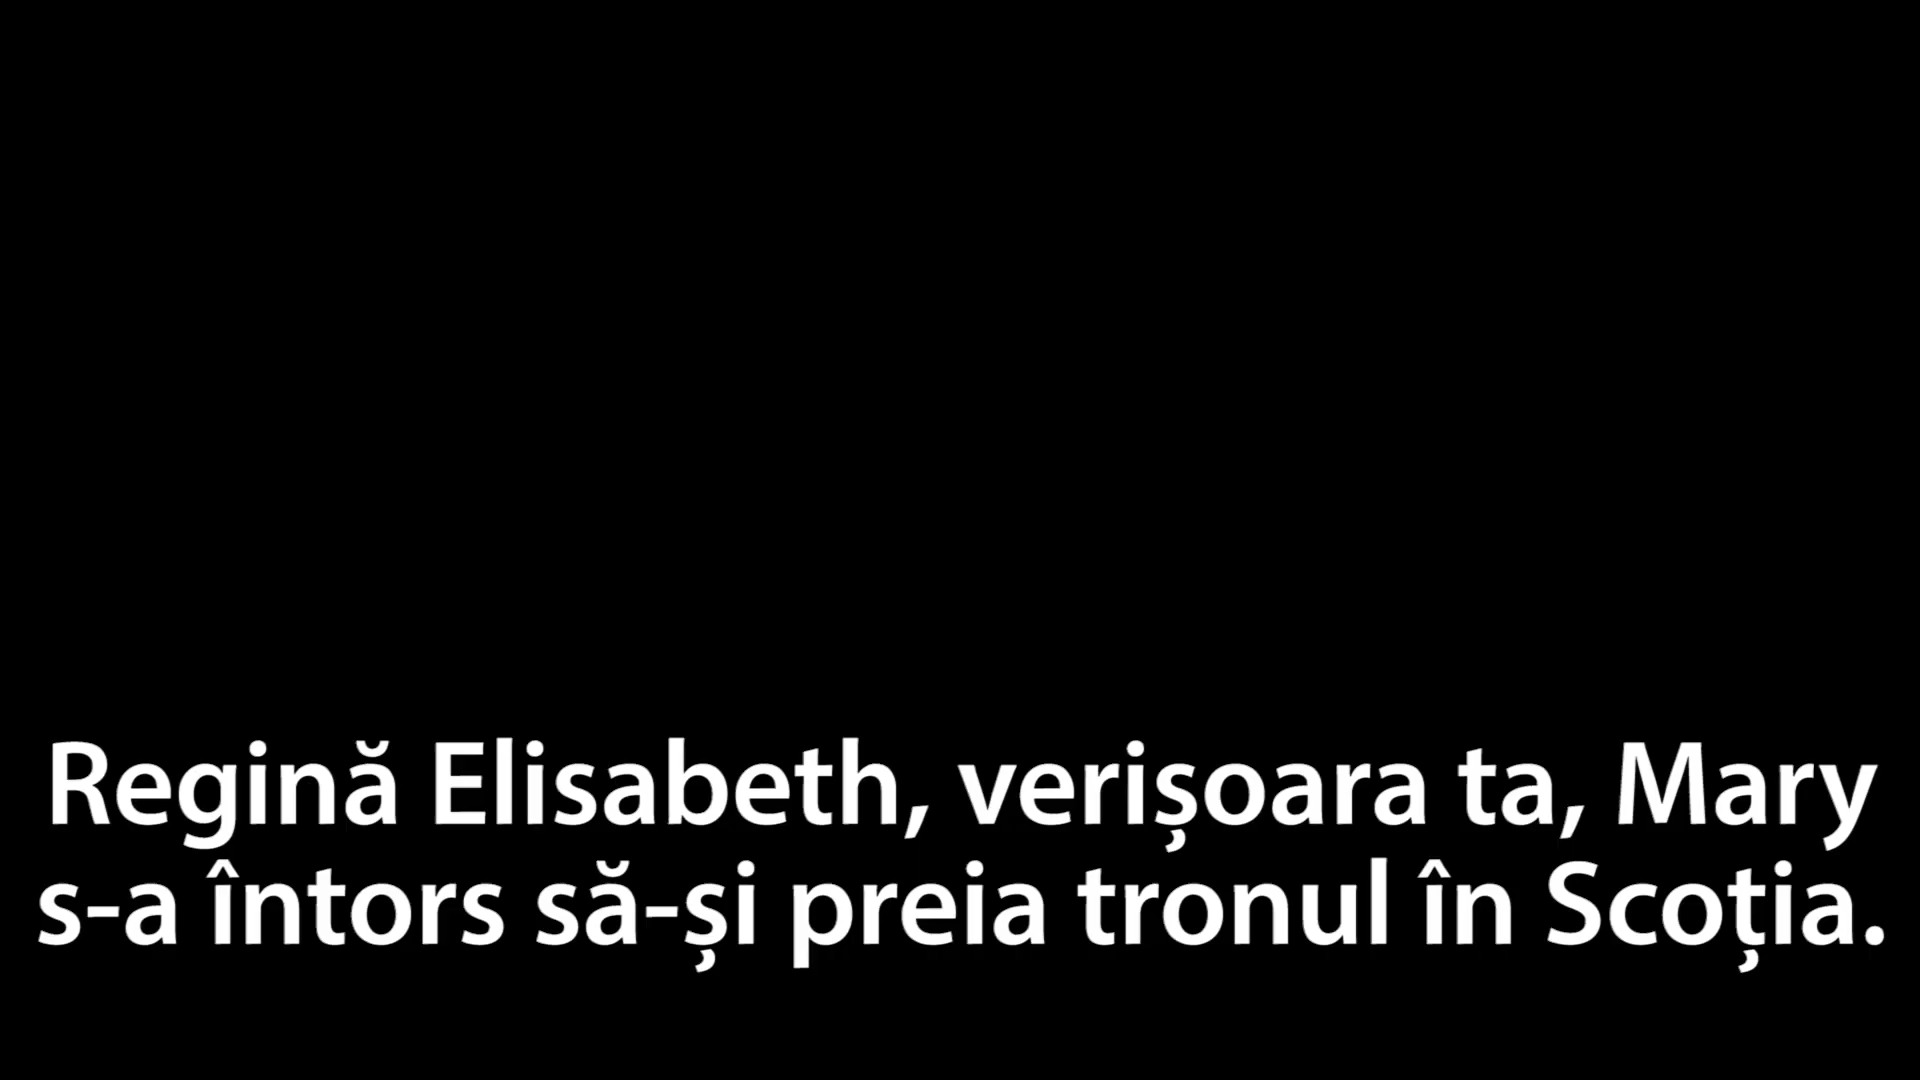 Regină Elisabeth, verișoara ta, Mary
s-a întors să-și preia tronul în Scoția.